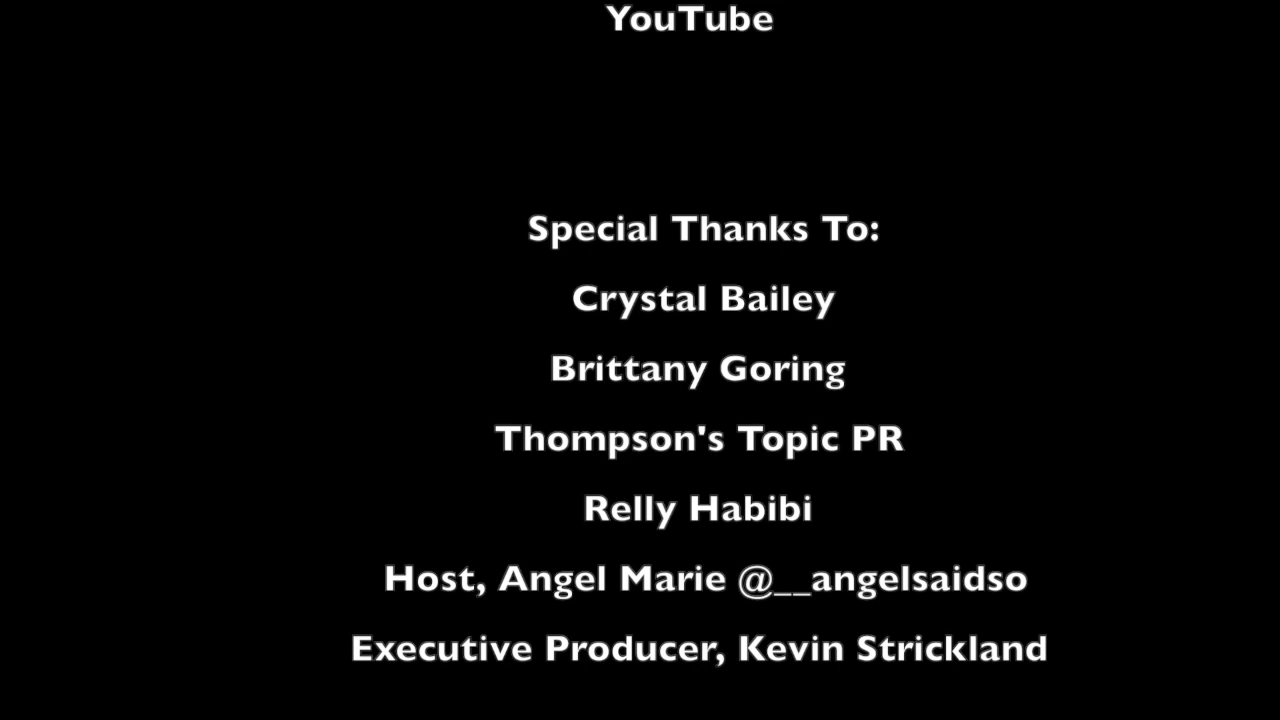 YouTube
Special Thanks To:
Crystal Bailey
Brittany Goring
Thompson's Topic PR
Relly Habibi
Host, Angel Marie @__angelsaidso
Executive Producer, Kevin Strickland